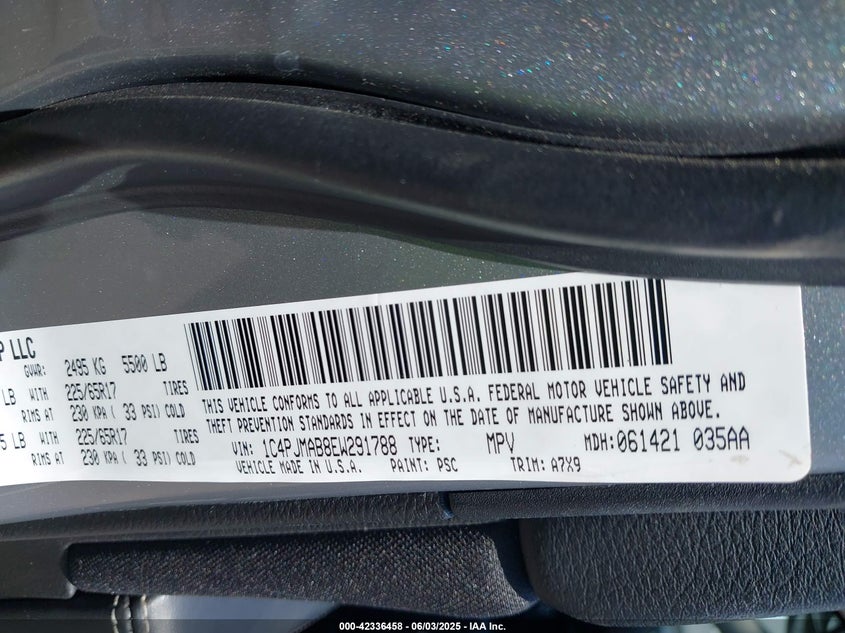 P LLC
GVWR: 2495 KG 5500 LB
LB WITH 225/65R17 TIRES
RIMS AT 230 KPA ( 33 PSI) COLD
5 LB WITH 225/65R17 TIRES
RIMS AT 230 KPA ( 33 PSI) COLD
THIS VEHICLE CONFORMS TO ALL APPLICABLE U.S.A. FEDERAL MOTOR VEHICLE SAFETY AND
THEFT PREVENTION STANDARDS IN EFFECT ON THE DATE OF MANUFACTURE SHOWN ABOVE.
VIN: 1C4PJMAB8EW291788 TYPE: MPV MDH:061421 035AA
VEHICLE MADE IN U.S.A. PAINT: PSC TRIM: A7X9
000-42336458 - 06/03/2025 - IAA Inc.